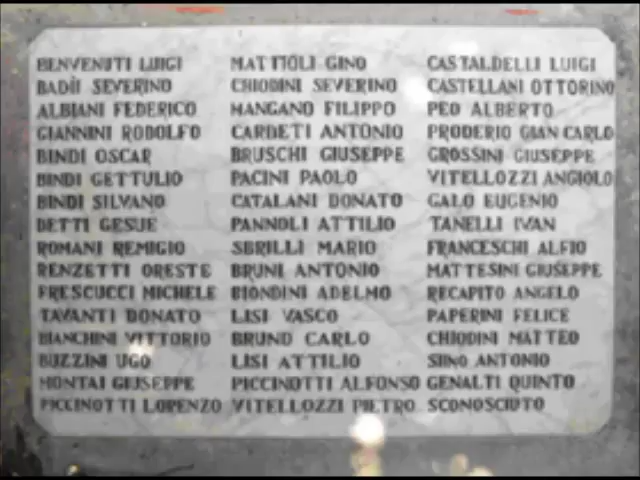 BENVENUTI LUIGI
BADII SEVERINO
ALBIANI FEDERICO
GIANNINI RODOLFO
BINDI OSCAR
BINDI GETTULIO
BINDI SILVANO
DETTI GESUE
ROMANI REMIGIO
RENZETTI ORESTE
FRESCUCCI MICHELE
TAVANTI DONATO
BIANCHINI VITTORIO
BUZZINI UGO
MONTAI GIUSEPPE
PICCINOTTI LORENZO
MATTIOLI GINO
CHIODINI SEVERINO
MANGANO FILIPPO
CARDETI ANTONIO
BRUSCHI GIUSEPPE
PACINI PAOLO
CATALANI DONATO
PANNOLI ATTILIO
SBRILLI MARIO
BRUNI ANTONIO
BIONDINI ADELMO
LISI VASCO
BRUND CARLO
LISI ATTILIO
PICCINOTTI ALFONSO
VITELLOZZI PIETRO
CASTALDELLI LUIGI
CASTELLANI OTTORINO
PEO ALBERTO
PRODERIO GIAN CARLO
GROSSINI GIUSEPPE
VITELLOZZI ANGIOLO
GALO EUGENIO
TANELLI IVAN
FRANCESCHI ALFIO
MATTESINI GIUSEPPE
RECAPITO ANGELO
PAPERINI FELICE
CHIODINI MATTEO
SIINO ANTONIO
GENALTI QUINTO
SCONOSCIUTO